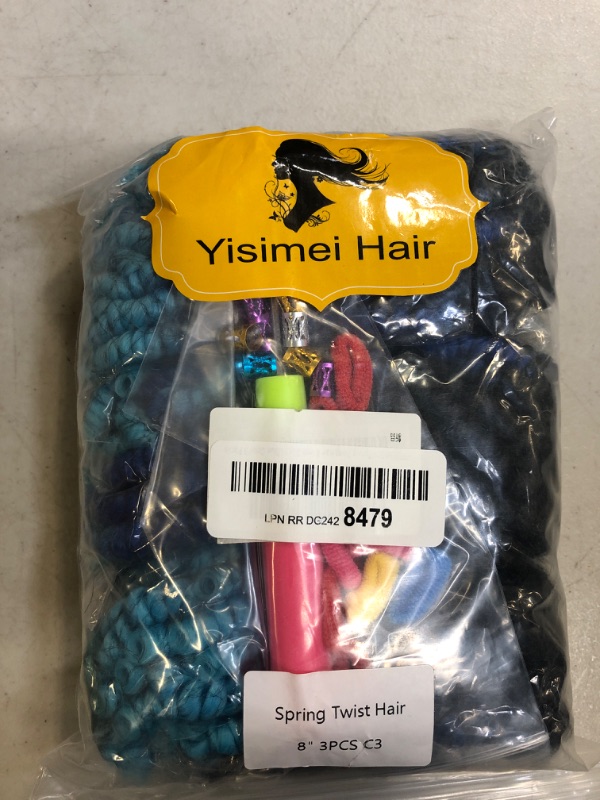 Yisimei Hair
LPN RR DC242 8479
Spring Twist Hair
8" 3PCS C3